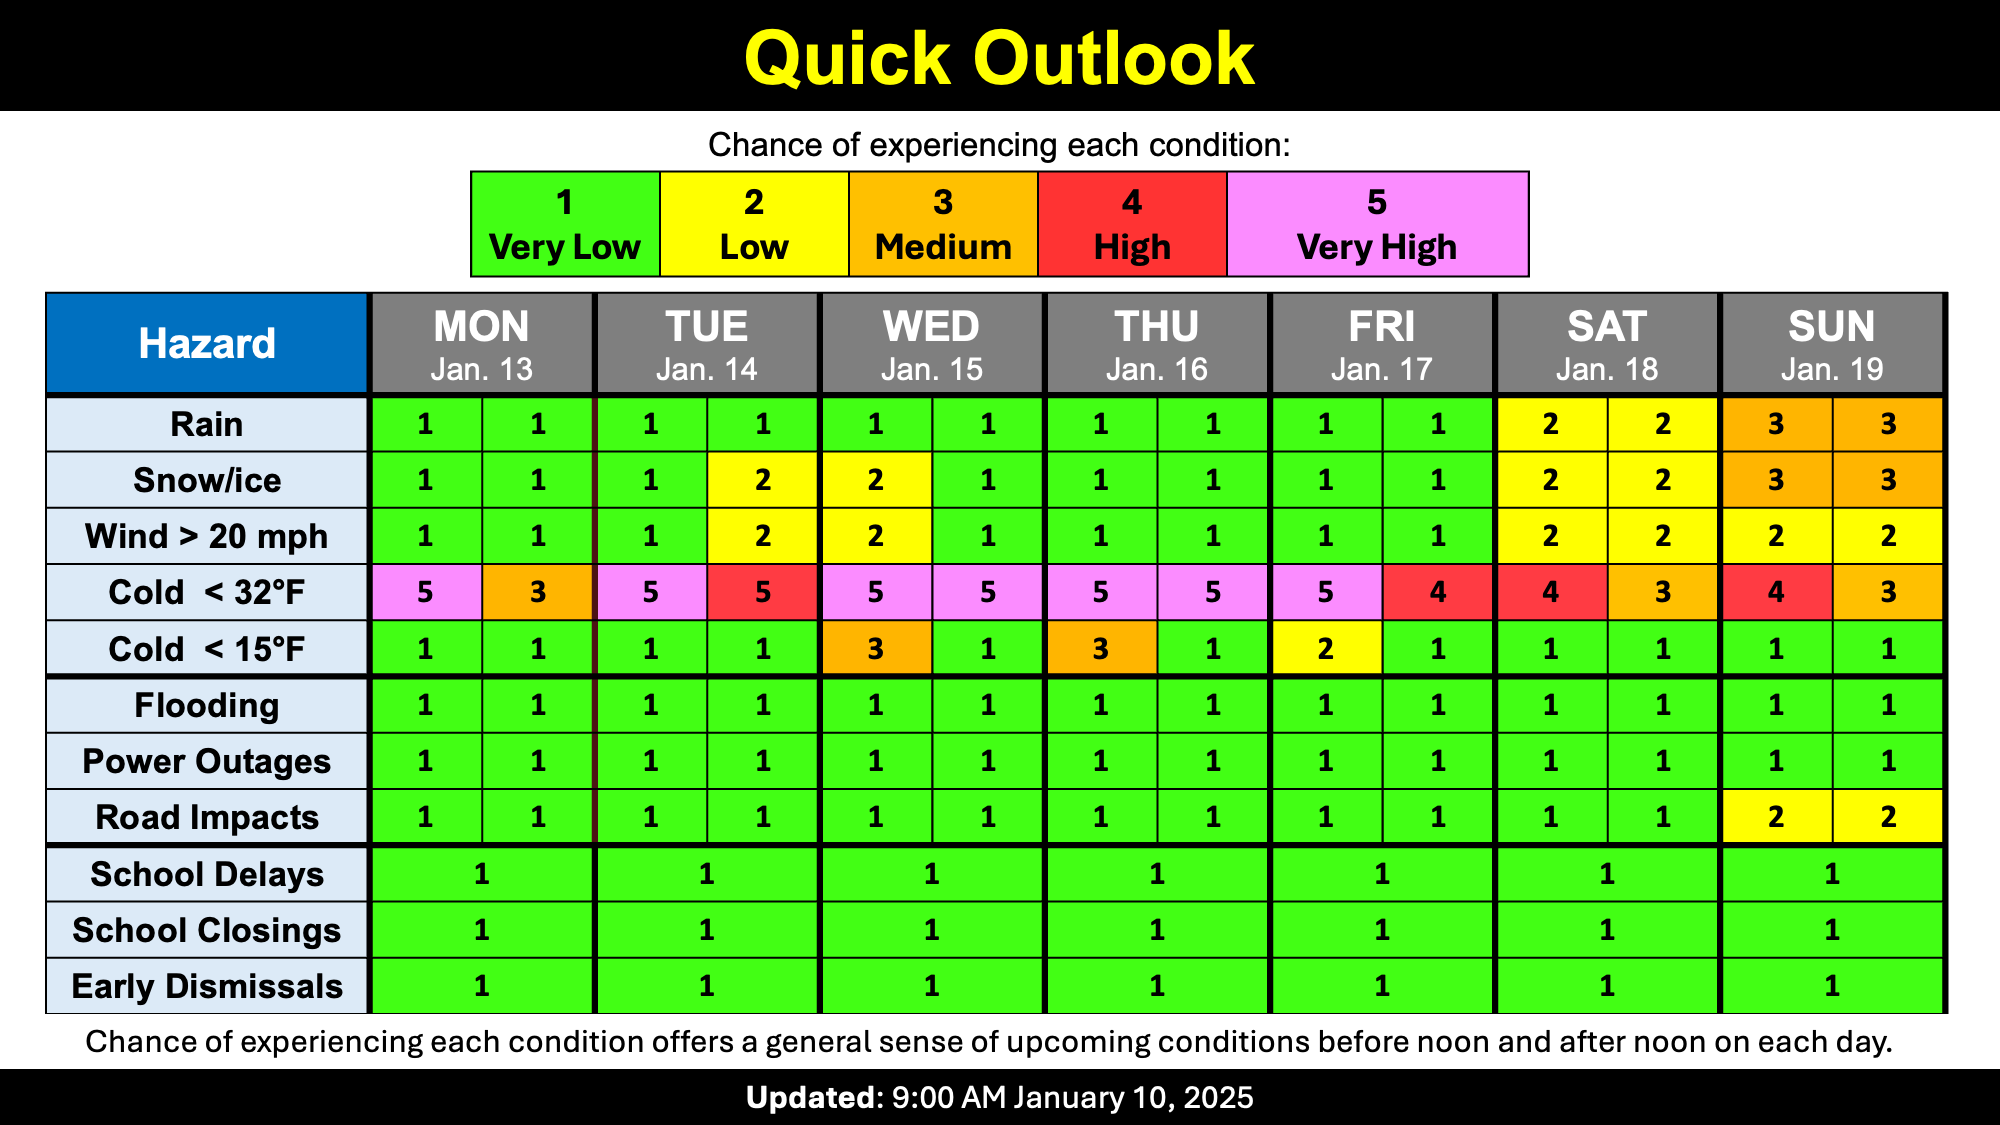 Quick Outlook
Chance of experiencing each condition:
1 2 3 4 5
Very Low Low Medium High Very High
Hazard MON TUE WED THU FRI SAT SUN
Jan. 13 Jan. 14 Jan. 15 Jan. 16 Jan. 17 Jan. 18 Jan. 19
Rain 1 1 1 1 1 1 1 1 1 1 2 2 3 3
Snow/ice 1 1 1 2 2 1 1 1 1 1 2 2 3 3
Wind > 20 mph 1 1 1 2 2 1 1 1 1 1 2 2 2 2
Cold < 32°F 5 3 5 5 5 5 5 5 5 4 4 3 4 3
Cold < 15°F 1 1 1 1 3 1 3 1 2 1 1 1 1 1
Flooding 1 1 1 1 1 1 1 1 1 1 1 1 1 1
Power Outages 1 1 1 1 1 1 1 1 1 1 1 1 1 1
Road Impacts 1 1 1 1 1 1 1 1 1 1 1 1 2 2
School Delays 1 1 1 1 1 1 1
School Closings 1 1 1 1 1 1 1
Early Dismissals 1 1 1 1 1 1 1
Chance of experiencing each condition offers a general sense of upcoming conditions before noon and after noon on each day.
Updated: 9:00 AM January 10, 2025